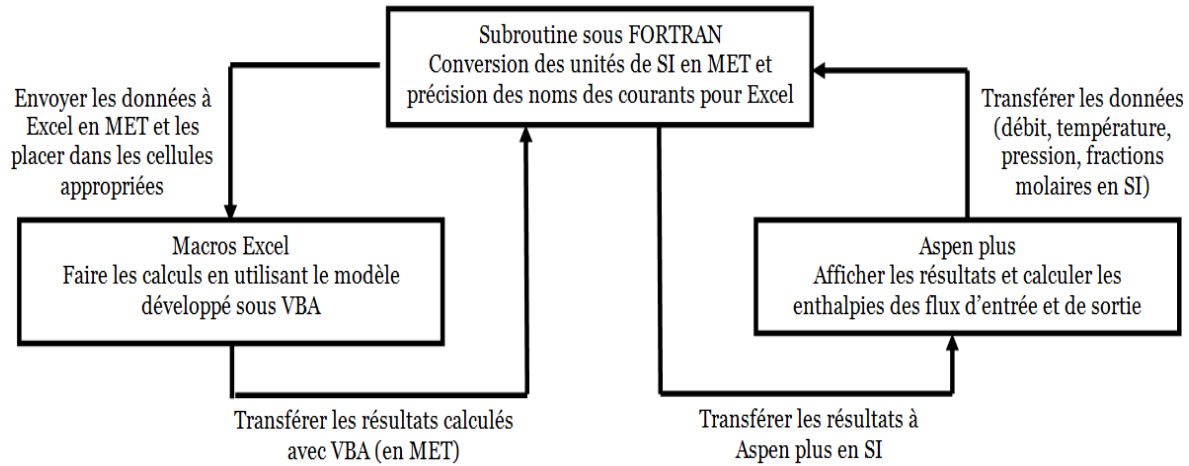 Subroutine sous FORTRAN
Conversion des unités de SI en MET et
précision des noms des courants pour Excel
Envoyer les données à
Excel en MET et les
placer dans les cellules
appropriées
Transférer les données
(débit, température,
pression, fractions
molaires en SI)
Macros Excel
Faire les calculs en utilisant le modèle
développé sous VBA
Aspen plus
Afficher les résultats et calculer les
enthalpies des flux d'entrée et de sortie
Transférer les résultats calculés
avec VBA (en MET)
Transférer les résultats à
Aspen plus en SI